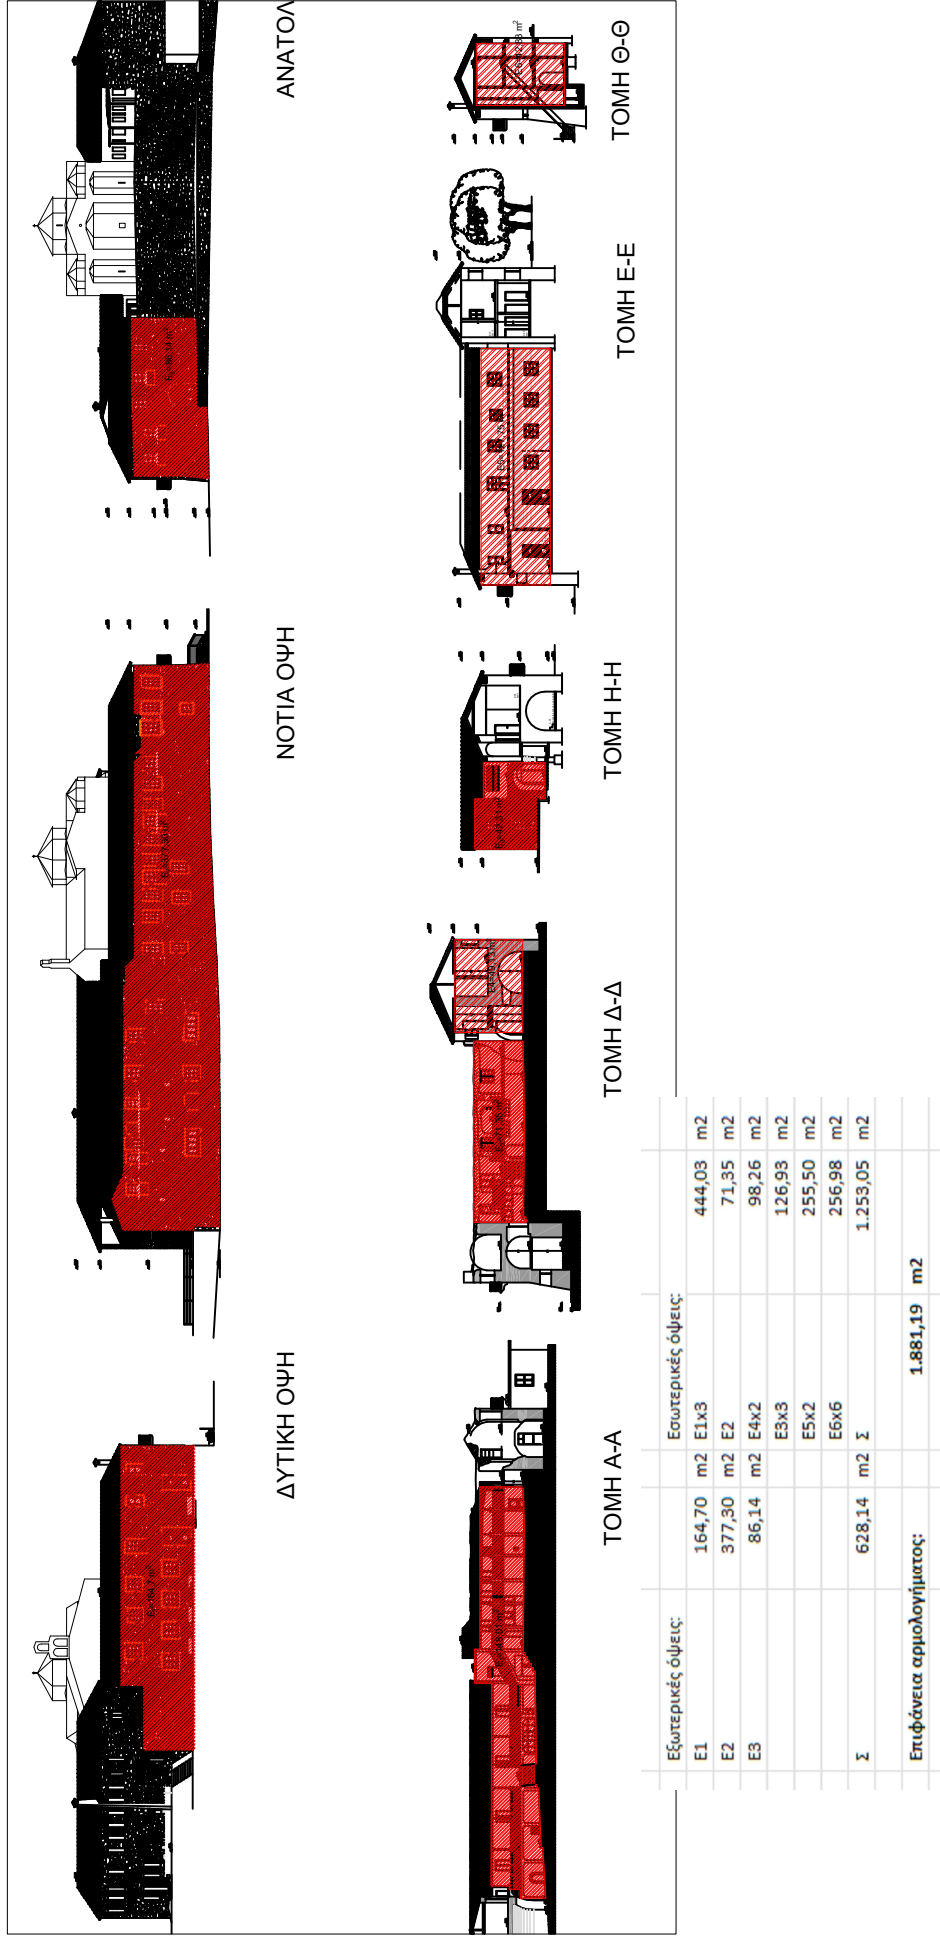 ΔΥΤΙΚΗ ΟΨΗ
ΝΟΤΙΑ ΟΨΗ
ΑΝΑΤΟΛ
ΤΟΜΗ Α-Α
ΤΟΜΗ Δ-Δ
ΤΟΜΗ Η-Η
ΤΟΜΗ Ε-Ε
ΤΟΜΗ Θ-Θ
Εξωτερικές όψεις: Εσωτερικές όψεις:
Ε1 164,70 m2 Ε1x3 444,03 m2
Ε2 377,30 m2 Ε2 71,35 m2
Ε3 86,14 m2 Ε4x2 98,26 m2
Ε3x3 126,93 m2
Ε5x2 255,50 m2
Ε6x6 256,98 m2
Σ 628,14 m2 Σ 1.253,05 m2
Επιφάνεια αρμολογήματος: 1.881,19 m2